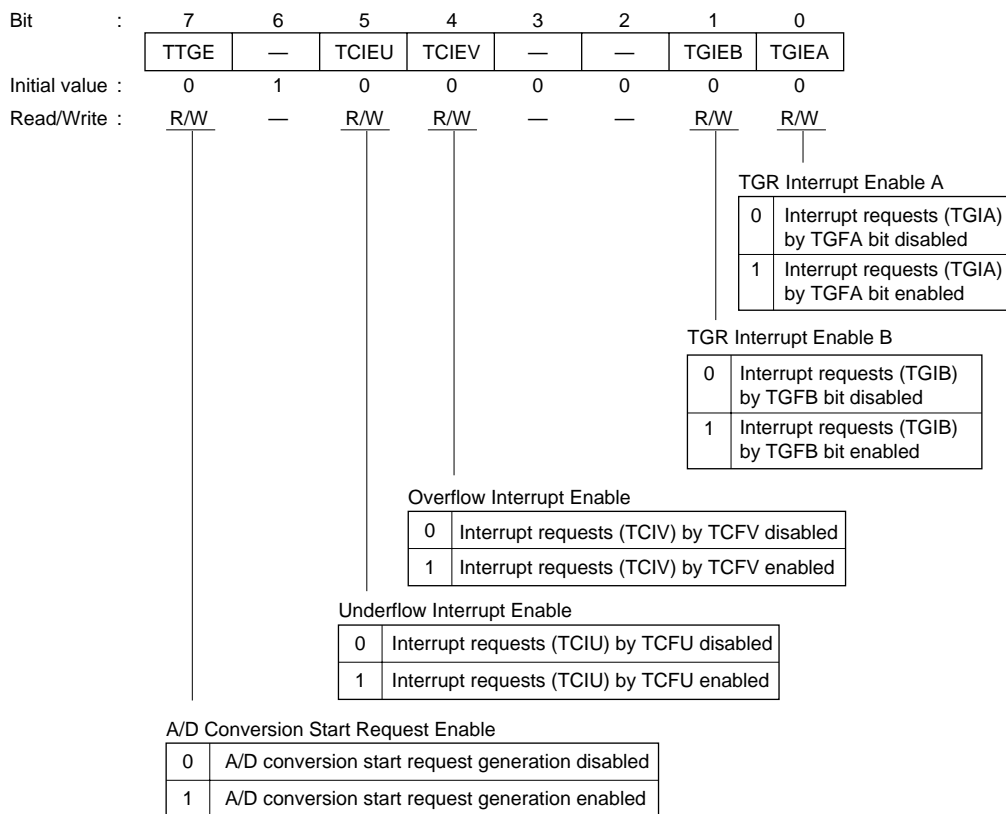 Bit : 7 6 5 4 3 2 1 0
TTGE — TCIEU TCIEV — — TGIEB TGIEA
Initial value : 0 1 0 0 0 0 0 0
Read/Write : R/W — R/W R/W — — R/W R/W
TGR Interrupt Enable A
0 Interrupt requests (TGIA)
by TGFA bit disabled
1 Interrupt requests (TGIA)
by TGFA bit enabled
TGR Interrupt Enable B
0 Interrupt requests (TGIB)
by TGFB bit disabled
1 Interrupt requests (TGIB)
by TGFB bit enabled
Overflow Interrupt Enable
0 Interrupt requests (TCIV) by TCFV disabled
1 Interrupt requests (TCIV) by TCFV enabled
Underflow Interrupt Enable
0 Interrupt requests (TCIU) by TCFU disabled
1 Interrupt requests (TCIU) by TCFU enabled
A/D Conversion Start Request Enable
0 A/D conversion start request generation disabled
1 A/D conversion start request generation enabled